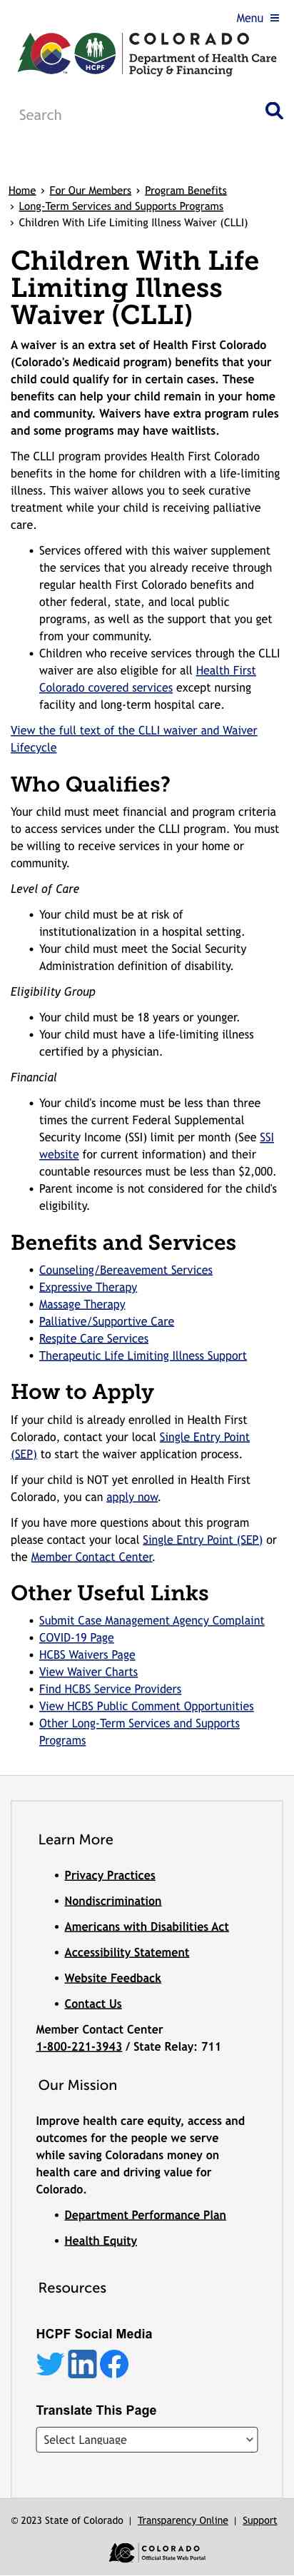 Menu
COLORADO
Department of Health Care
Policy & Financing
HCPF
Search
Home › For Our Members › Program Benefits
› Long-Term Services and Supports Programs
› Children With Life Limiting Illness Waiver (CLLI)
Children With Life
Limiting Illness
Waiver (CLLI)
A waiver is an extra set of Health First Colorado
(Colorado's Medicaid program) benefits that your
child could qualify for in certain cases. These
benefits can help your child remain in your home
and community. Waivers have extra program rules
and some programs may have waitlists.
The CLLI program provides Health First Colorado
benefits in the home for children with a life-limiting
illness. This waiver allows you to seek curative
treatment while your child is receiving palliative
care.
• Services offered with this waiver supplement
the services that you already receive through
regular health First Colorado benefits and
other federal, state, and local public
programs, as well as the support that you get
from your community.
• Children who receive services through the CLLI
waiver are also eligible for all Health First
Colorado covered services except nursing
facility and long-term hospital care.
View the full text of the CLLI waiver and Waiver
Lifecycle
Who Qualifies?
Your child must meet financial and program criteria
to access services under the CLLI program. You must
be willing to receive services in your home or
community.
Level of Care
• Your child must be at risk of
institutionalization in a hospital setting.
• Your child must meet the Social Security
Administration definition of disability.
Eligibility Group
• Your child must be 18 years or younger.
• Your child must have a life-limiting illness
certified by a physician.
Financial
• Your child's income must be less than three
times the current Federal Supplemental
Security Income (SSI) limit per month (See SSI
website for current information) and their
countable resources must be less than $2,000.
• Parent income is not considered for the child's
eligibility.
Benefits and Services
• Counseling/Bereavement Services
• Expressive Therapy
• Massage Therapy
• Palliative/Supportive Care
• Respite Care Services
• Therapeutic Life Limiting Illness Support
How to Apply
If your child is already enrolled in Health First
Colorado, contact your local Single Entry Point
(SEP) to start the waiver application process.
If your child is NOT yet enrolled in Health First
Colorado, you can apply now.
If you have more questions about this program
please contact your local Single Entry Point (SEP) or
the Member Contact Center.
Other Useful Links
• Submit Case Management Agency Complaint
• COVID-19 Page
• HCBS Waivers Page
• View Waiver Charts
• Find HCBS Service Providers
• View HCBS Public Comment Opportunities
• Other Long-Term Services and Supports
Programs
Learn More
• Privacy Practices
• Nondiscrimination
• Americans with Disabilities Act
• Accessibility Statement
• Website Feedback
• Contact Us
Member Contact Center
1-800-221-3943 / State Relay: 711
Our Mission
Improve health care equity, access and
outcomes for the people we serve
while saving Coloradans money on
health care and driving value for
Colorado.
• Department Performance Plan
• Health Equity
Resources
HCPF Social Media
Translate This Page
Select Language
© 2023 State of Colorado | Transparency Online | Support
COLORADO
Official State Web Portal